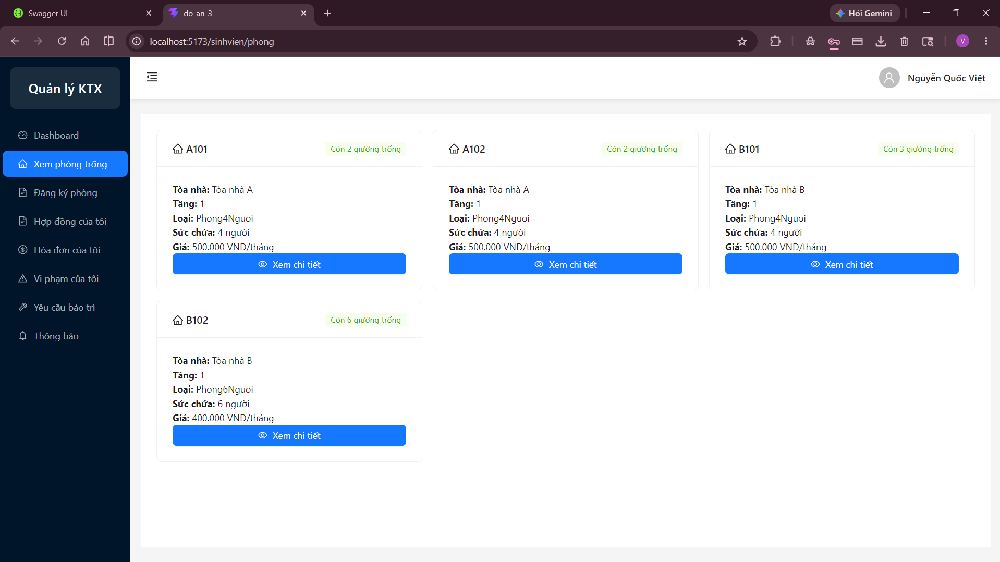 Swagger UI
do_an_3
Hỏi Gemini
localhost:5173/sinhvien/phong
V
Quản lý KTX
Nguyễn Quốc Việt
Dashboard
Xem phòng trống
Đăng ký phòng
Hợp đồng của tôi
Hóa đơn của tôi
Vi phạm của tôi
Yêu cầu bảo trì
Thông báo
A101
Còn 2 giường trống
Tòa nhà: Tòa nhà A
Tầng: 1
Loại: Phong4Nguoi
Sức chứa: 4 người
Giá: 500.000 VNĐ/tháng
Xem chi tiết
A102
Còn 2 giường trống
Tòa nhà: Tòa nhà A
Tầng: 1
Loại: Phong4Nguoi
Sức chứa: 4 người
Giá: 500.000 VNĐ/tháng
Xem chi tiết
B101
Còn 3 giường trống
Tòa nhà: Tòa nhà B
Tầng: 1
Loại: Phong4Nguoi
Sức chứa: 4 người
Giá: 500.000 VNĐ/tháng
Xem chi tiết
B102
Còn 6 giường trống
Tòa nhà: Tòa nhà B
Tầng: 1
Loại: Phong6Nguoi
Sức chứa: 6 người
Giá: 400.000 VNĐ/tháng
Xem chi tiết